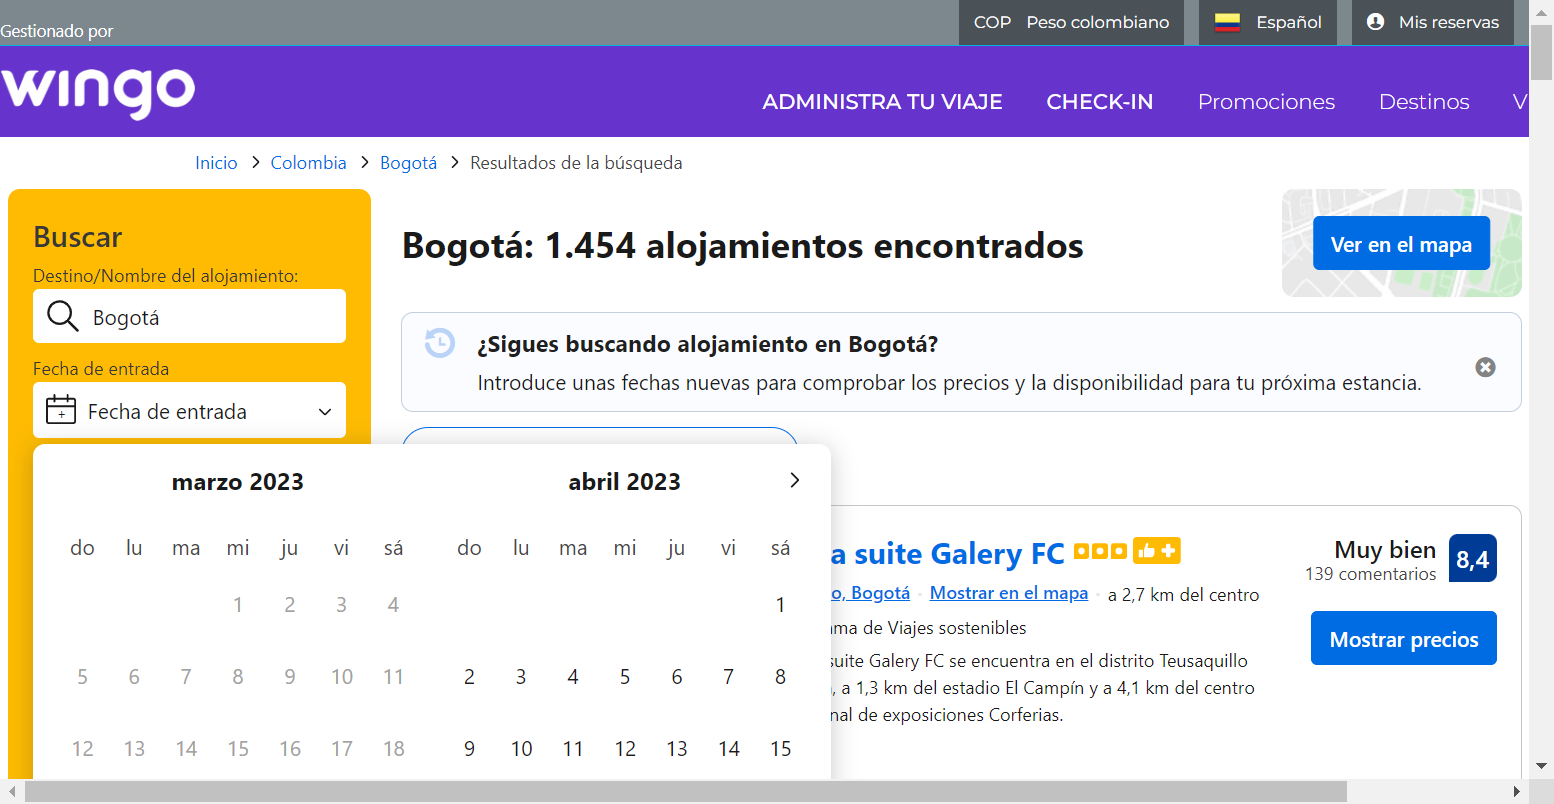 Gestionado por
COP Peso colombiano
Español
Mis reservas
wingo
ADMINISTRA TU VIAJE
CHECK-IN
Promociones
Destinos
V
Inicio > Colombia > Bogotá > Resultados de la búsqueda
Buscar
Destino/Nombre del alojamiento:
Bogotá
Fecha de entrada
Fecha de entrada
Bogotá: 1.454 alojamientos encontrados
Ver en el mapa
¿Sigues buscando alojamiento en Bogotá?
Introduce unas fechas nuevas para comprobar los precios y la disponibilidad para tu próxima estancia.
marzo 2023
do lu ma mi ju vi sá
1 2 3 4
5 6 7 8 9 10 11
12 13 14 15 16 17 18
abril 2023
do lu ma mi ju vi sá
1
2 3 4 5 6 7 8
9 10 11 12 13 14 15
a suite Galery FC
o, Bogotá
Mostrar en el mapa
a 2,7 km del centro
ma de Viajes sostenibles
suite Galery FC se encuentra en el distrito Teusaquillo
, a 1,3 km del estadio El Campín y a 4,1 km del centro
nal de exposiciones Corferias.
Muy bien
139 comentarios
8,4
Mostrar precios